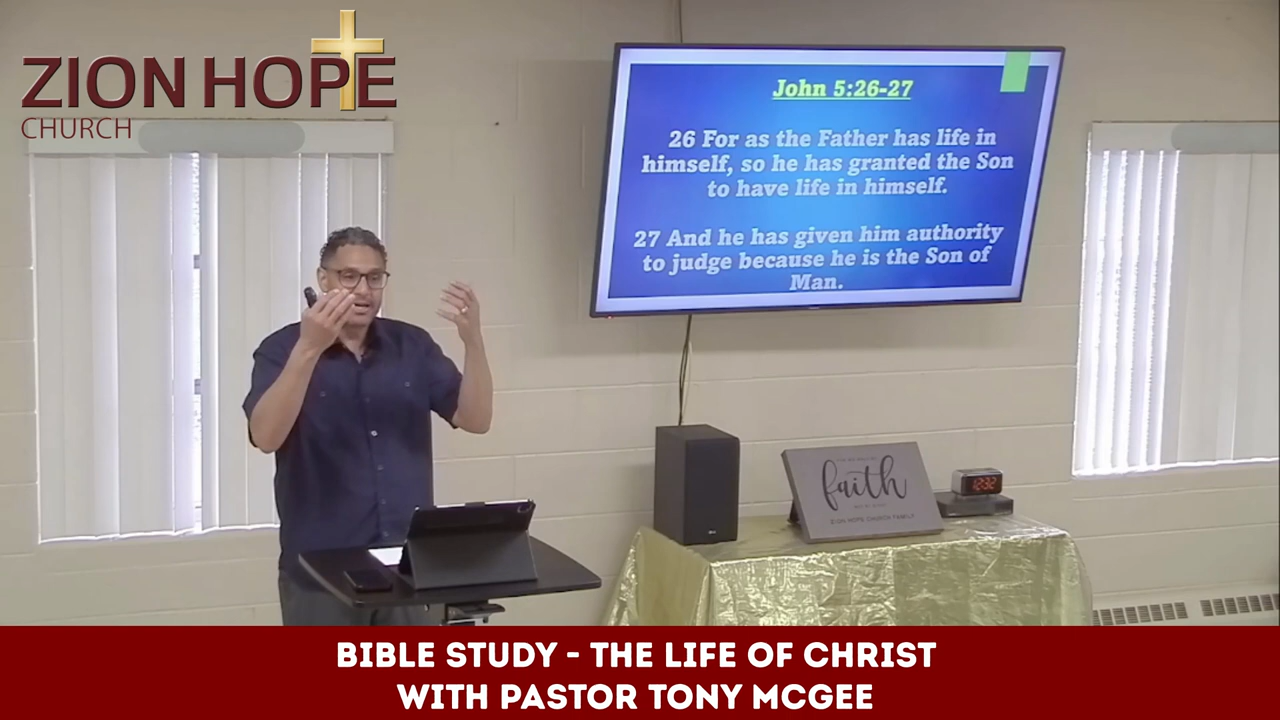 ZION HOPE
CHURCH
John 5:26-27
26 For as the Father has life in
himself, so he has granted the Son
to have life in himself.
27 And he has given him authority
to judge because he is the Son of
Man.
faith
ZION HOPE CHURCH FAMILY
12:32
LG
BIBLE STUDY - THE LIFE OF CHRIST
WITH PASTOR TONY MCGEE